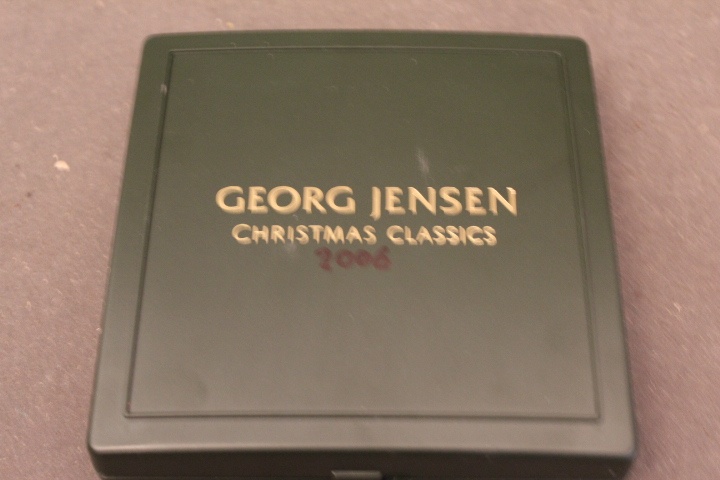 GEORG JENSEN
CHRISTMAS CLASSICS
2006